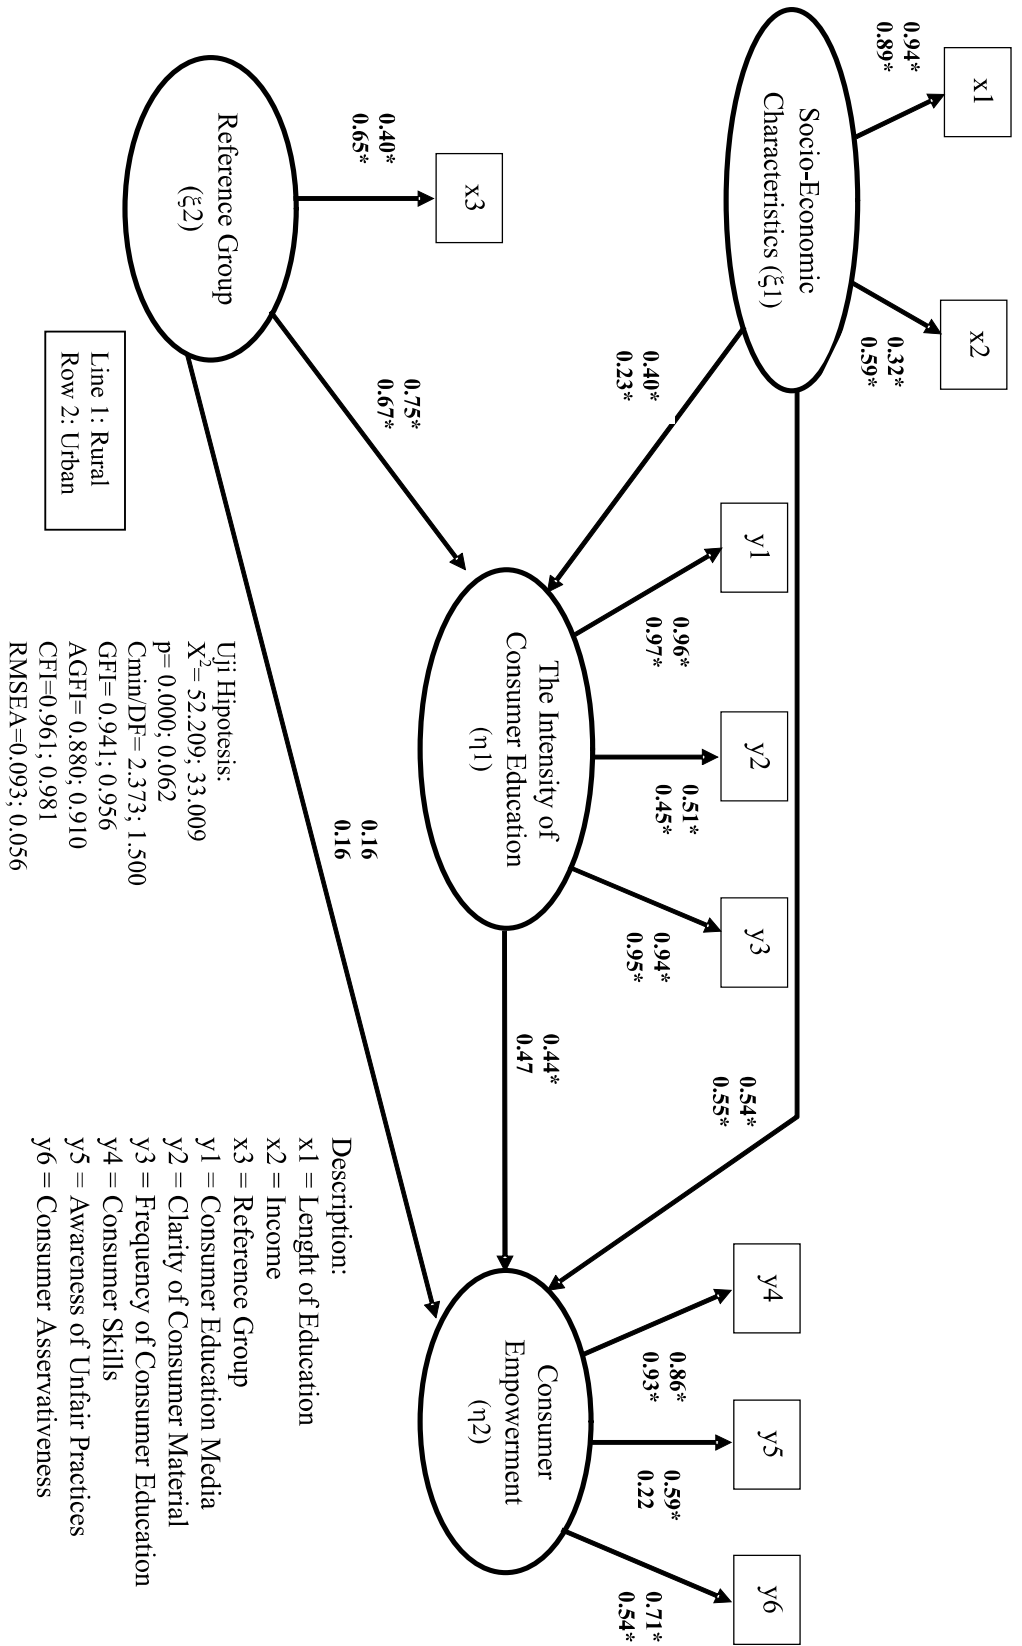 x1
x2
0.94*
0.89*
0.32*
0.59*
Socio-Economic
Characteristics (ξ1)
0.40*
0.23*
0.54*
0.55*
y1
y2
y3
0.96*
0.97*
0.51*
0.45*
0.94*
0.95*
y4
y5
y6
0.86*
0.93*
0.59*
0.22
0.71*
0.54*
x3
0.40*
0.65*
The Intensity of
Consumer Education
(η1)
0.44*
0.47
Consumer
Empowerment
(η2)
Reference Group
(ξ2)
0.75*
0.67*
0.16
0.16
Line 1: Rural
Row 2: Urban
Uji Hipotesis:
X²= 52.209; 33.009
p= 0.000; 0.062
Cmin/DF= 2.373; 1.500
GFI= 0.941; 0.956
AGFI= 0.880; 0.910
CFI=0.961; 0.981
RMSEA=0.093; 0.056
Description:
x1 = Lenght of Education
x2 = Income
x3 = Reference Group
y1 = Consumer Education Media
y2 = Clarity of Consumer Material
y3 = Frequency of Consumer Education
y4 = Consumer Skills
y5 = Awareness of Unfair Practices
y6 = Consumer Asservativeness